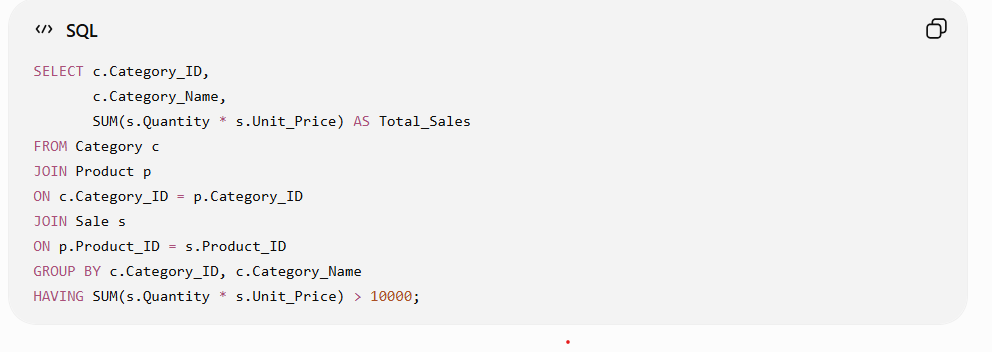 </> SQL
SELECT c.Category_ID,
       c.Category_Name,
       SUM(s.Quantity * s.Unit_Price) AS Total_Sales
FROM Category c
JOIN Product p
ON c.Category_ID = p.Category_ID
JOIN Sale s
ON p.Product_ID = s.Product_ID
GROUP BY c.Category_ID, c.Category_Name
HAVING SUM(s.Quantity * s.Unit_Price) > 10000;